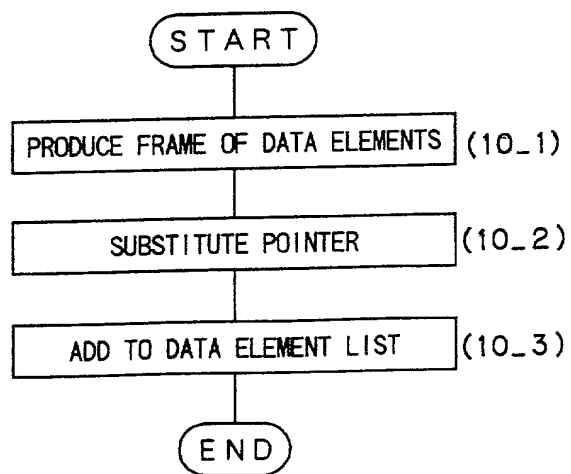 START
PRODUCE FRAME OF DATA ELEMENTS (10_1)
SUBSTITUTE POINTER (10_2)
ADD TO DATA ELEMENT LIST (10_3)
END